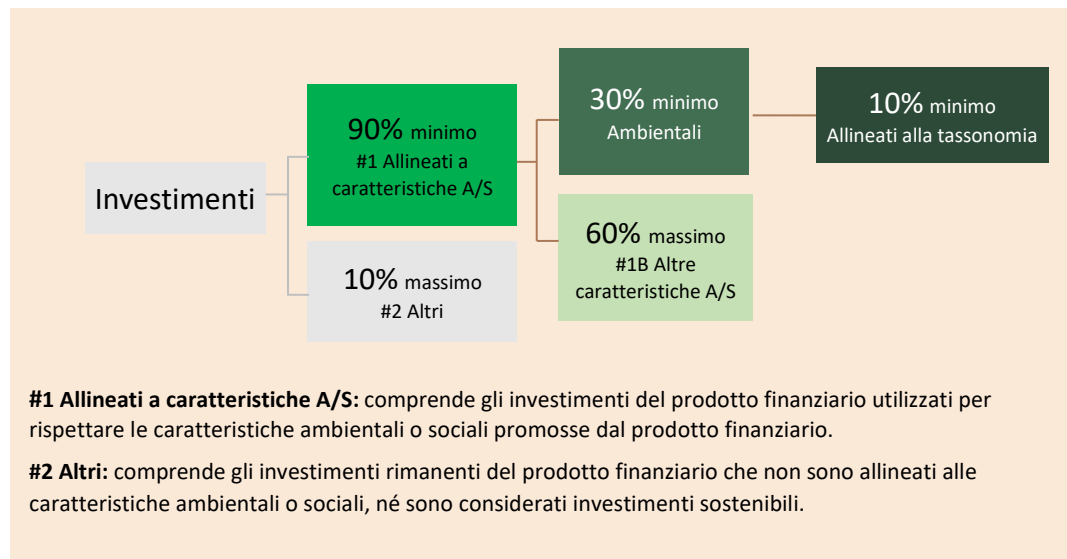 Investimenti
90% minimo
#1 Allineati a
caratteristiche A/S
10% massimo
#2 Altri
30% minimo
Ambientali
60% massimo
#1B Altre
caratteristiche A/S
10% minimo
Allineati alla tassonomia
#1 Allineati a caratteristiche A/S: comprende gli investimenti del prodotto finanziario utilizzati per
rispettare le caratteristiche ambientali o sociali promosse dal prodotto finanziario.
#2 Altri: comprende gli investimenti rimanenti del prodotto finanziario che non sono allineati alle
caratteristiche ambientali o sociali, né sono considerati investimenti sostenibili.